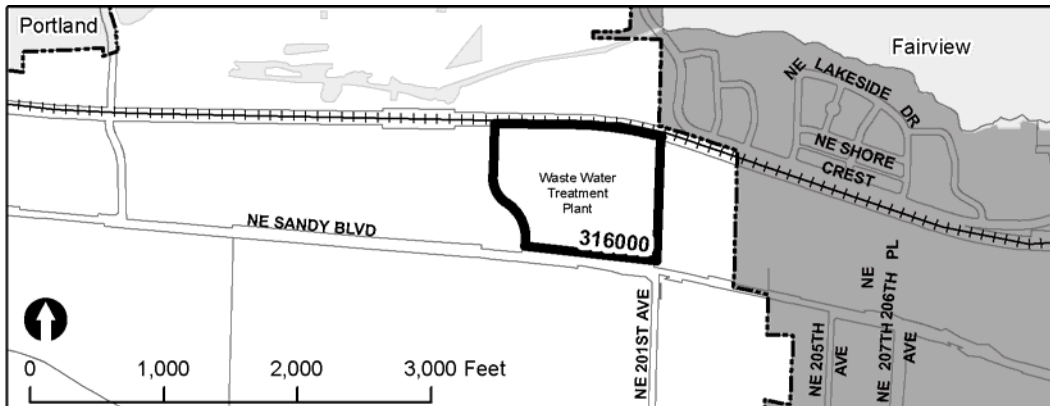 Portland
Fairview
NE LAKESIDE DR
NE SHORE
CREST
Waste Water
Treatment
Plant
316000
NE SANDY BLVD
NE 201ST AVE
NE 205TH
AVE
NE 206TH PL
NE 207TH
AVE
0 1,000 2,000 3,000 Feet